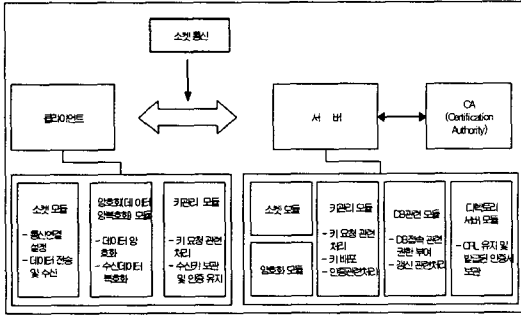 소켓 통신
클라이언트
서 버
CA
(Certification
Authority)
소켓 모듈
- 통신연결
설정
- 데이터 전송
및 수신
암호화(데이터
암복호화) 모듈
- 데이터 암
호화
- 수신데이터
복호화
키관리 모듈
- 키 요청 관련
처리
- 수신키 보관
및 인증 유지
소켓 모듈
암호화 모듈
키관리 모듈
- 키 요청 관련
처리
- 키 배포
- 인증관련처리
DB관련 모듈
- DB접속 관련
권한 부여
- 갱신 관련처리
디렉토리
서버 모듈
- CRL 유지 및
발급된 인증서
보관